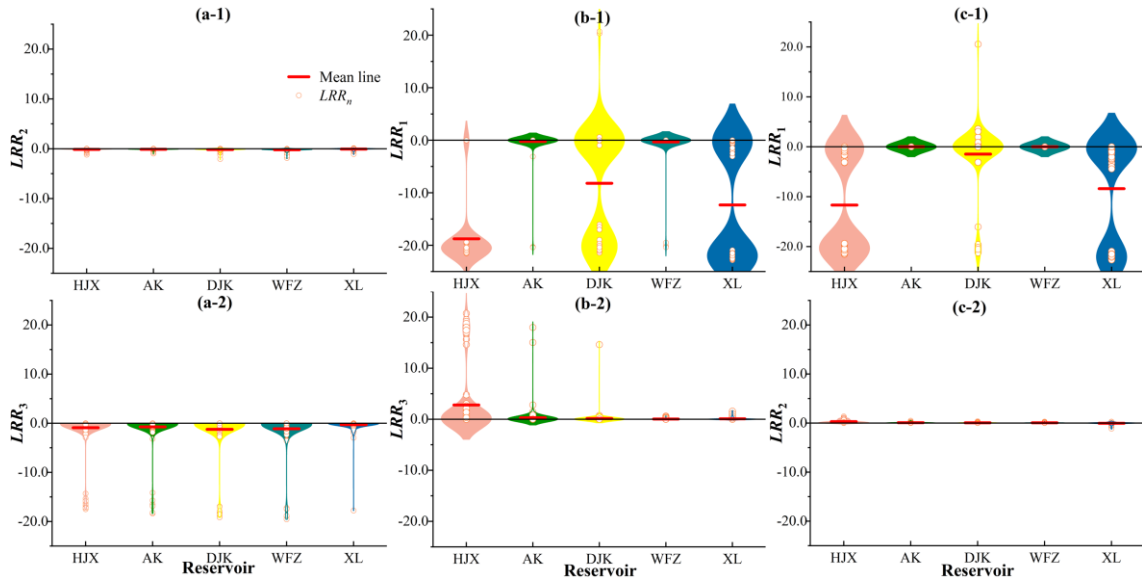 (a-1)
LRR2
20.0
10.0
0.0
-10.0
-20.0
Mean line
LRRn
HJX AK DJK WFZ XL
(b-1)
LRR1
20.0
10.0
0.0
-10.0
-20.0
HJX AK DJK WFZ XL
(c-1)
LRR1
20.0
10.0
0.0
-10.0
-20.0
HJX AK DJK WFZ XL
(a-2)
LRR3
20.0
10.0
0.0
-10.0
-20.0
HJX AK DJK WFZ XL
Reservoir
(b-2)
LRR3
20.0
10.0
0.0
-10.0
-20.0
HJX AK DJK WFZ XL
Reservoir
(c-2)
LRR2
20.0
10.0
0.0
-10.0
-20.0
HJX AK DJK WFZ XL
Reservoir